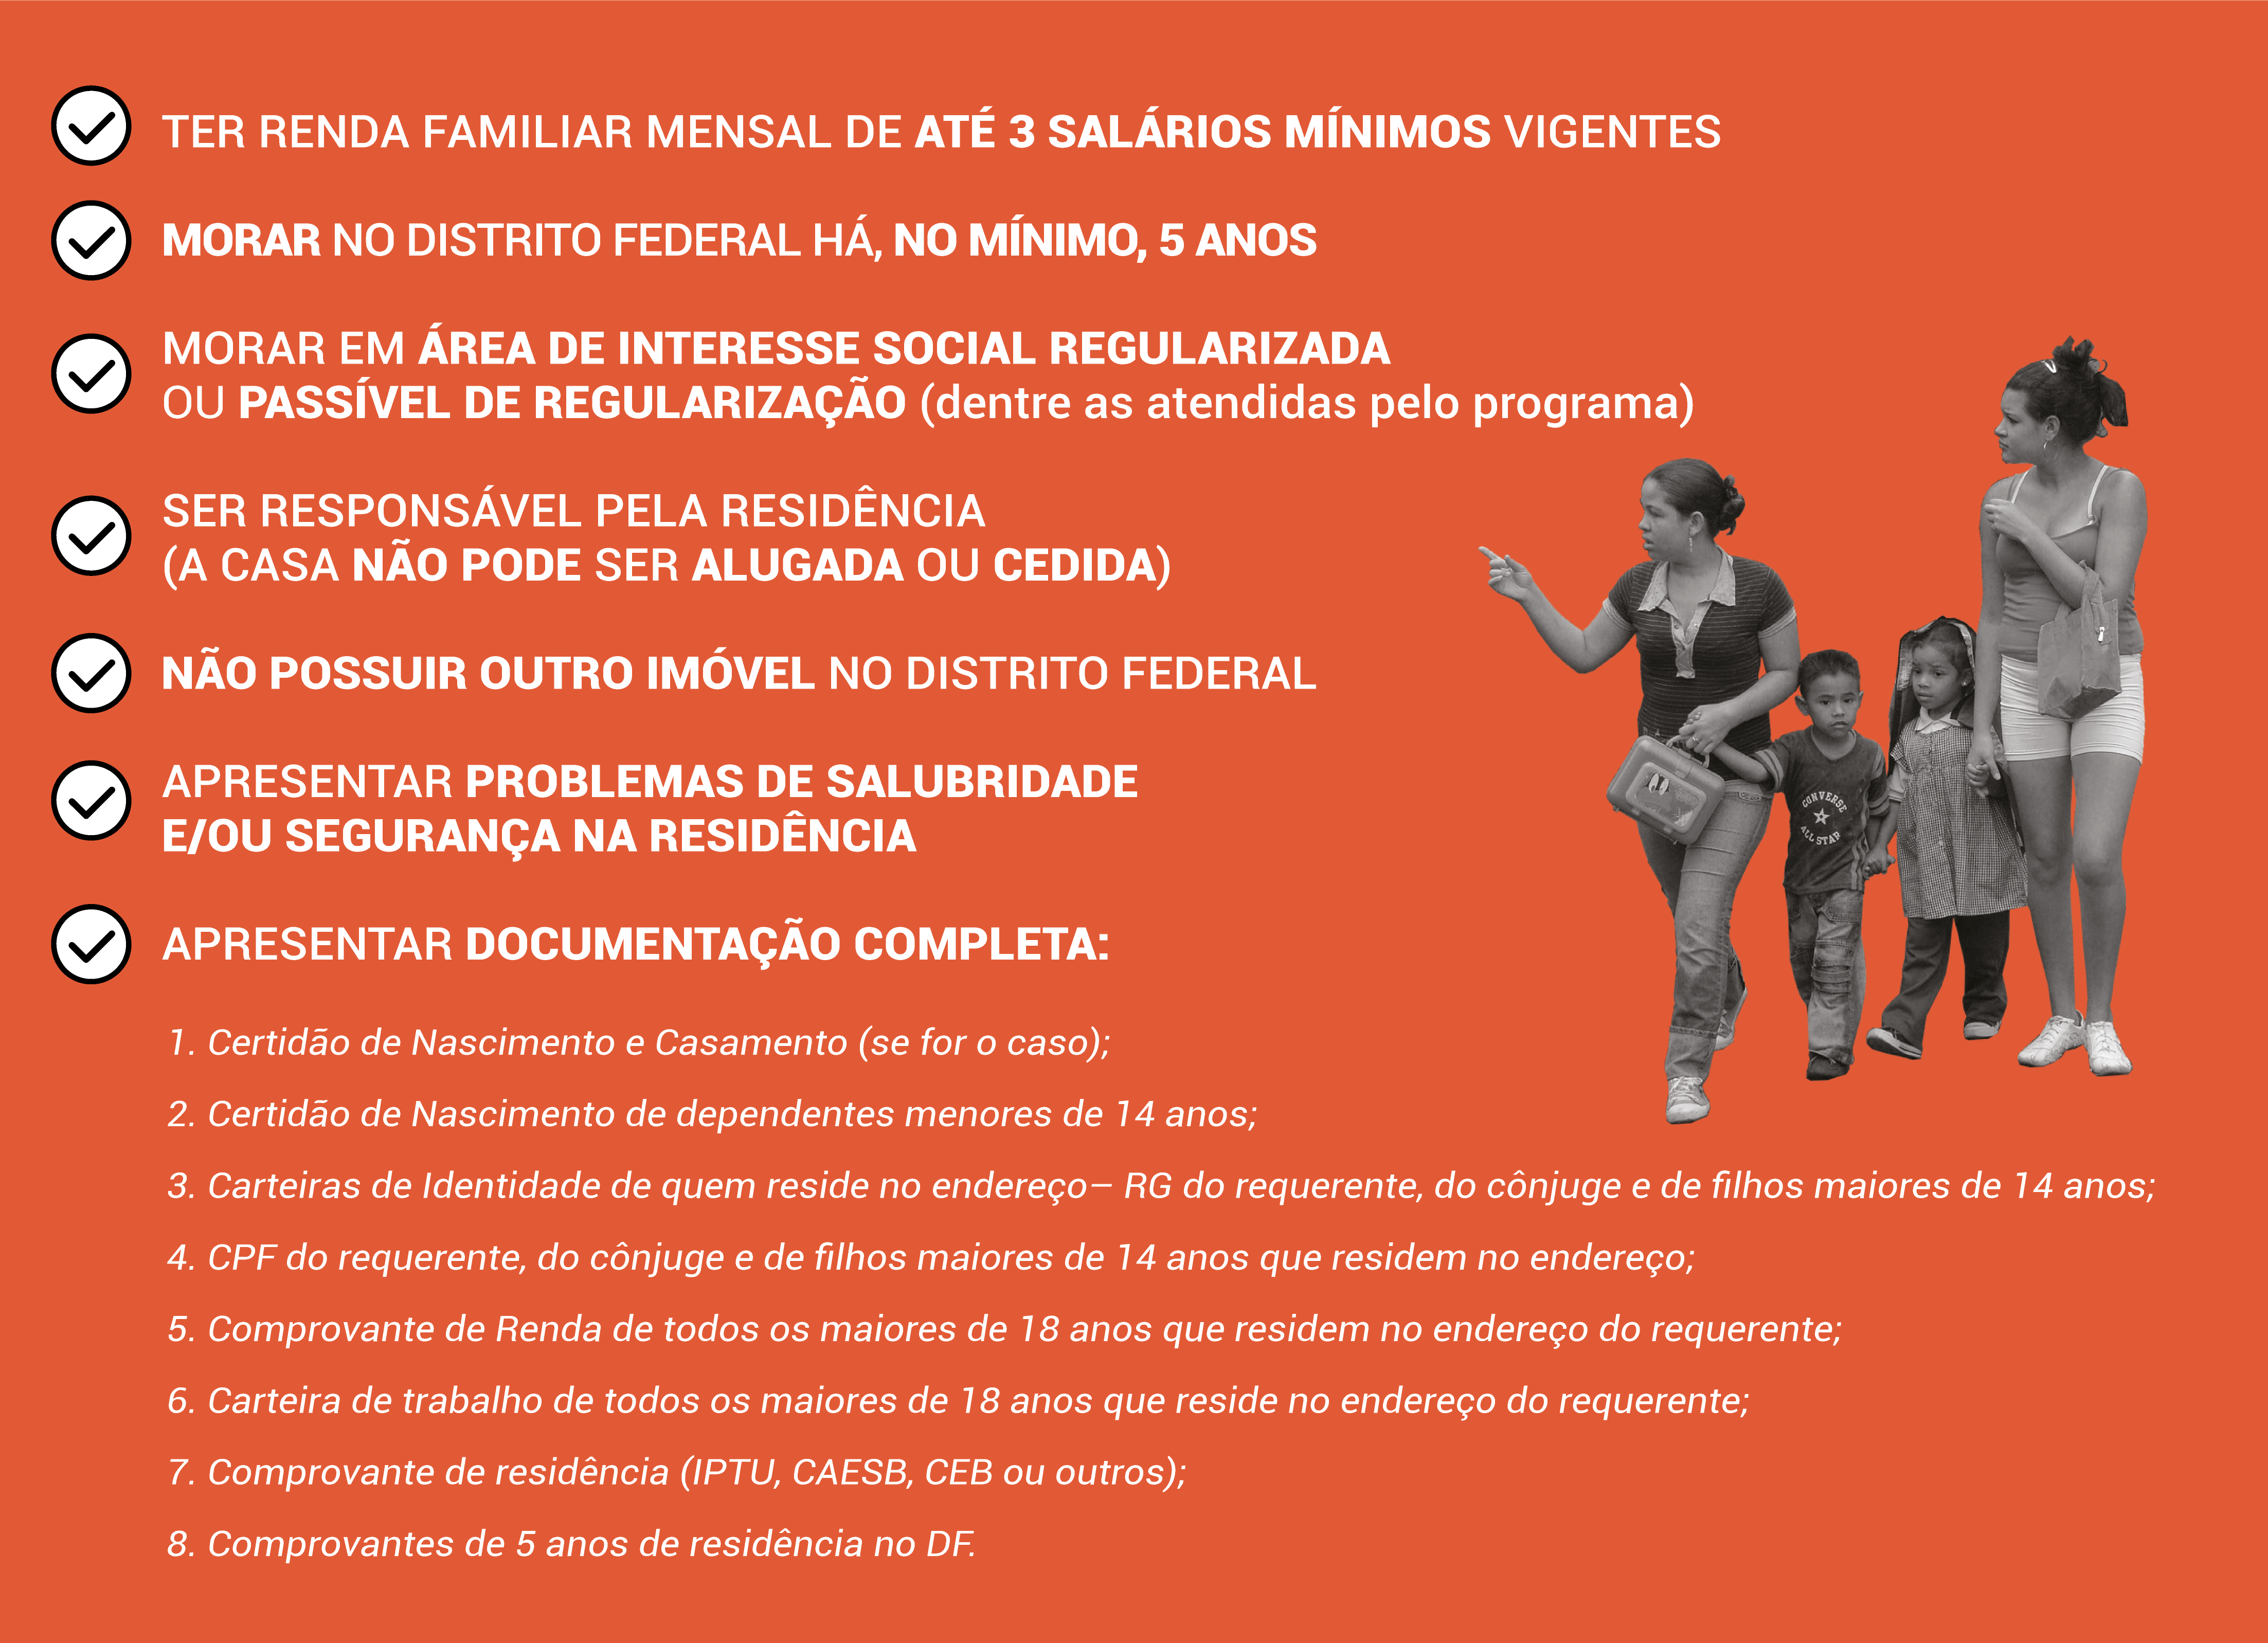 TER RENDA FAMILIAR MENSAL DE ATÉ 3 SALÁRIOS MÍNIMOS VIGENTES
MORAR NO DISTRITO FEDERAL HÁ, NO MÍNIMO, 5 ANOS
MORAR EM ÁREA DE INTERESSE SOCIAL REGULARIZADA
OU PASSÍVEL DE REGULARIZAÇÃO (dentre as atendidas pelo programa)
SER RESPONSÁVEL PELA RESIDÊNCIA
(A CASA NÃO PODE SER ALUGADA OU CEDIDA)
NÃO POSSUIR OUTRO IMÓVEL NO DISTRITO FEDERAL
APRESENTAR PROBLEMAS DE SALUBRIDADE
E/OU SEGURANÇA NA RESIDÊNCIA
APRESENTAR DOCUMENTAÇÃO COMPLETA:
1. Certidão de Nascimento e Casamento (se for o caso);
2. Certidão de Nascimento de dependentes menores de 14 anos;
3. Carteiras de Identidade de quem reside no endereço– RG do requerente, do cônjuge e de filhos maiores de 14 anos;
4. CPF do requerente, do cônjuge e de filhos maiores de 14 anos que residem no endereço;
5. Comprovante de Renda de todos os maiores de 18 anos que residem no endereço do requerente;
6. Carteira de trabalho de todos os maiores de 18 anos que reside no endereço do requerente;
7. Comprovante de residência (IPTU, CAESB, CEB ou outros);
8. Comprovantes de 5 anos de residência no DF.
CONVERSE
ALL STAR